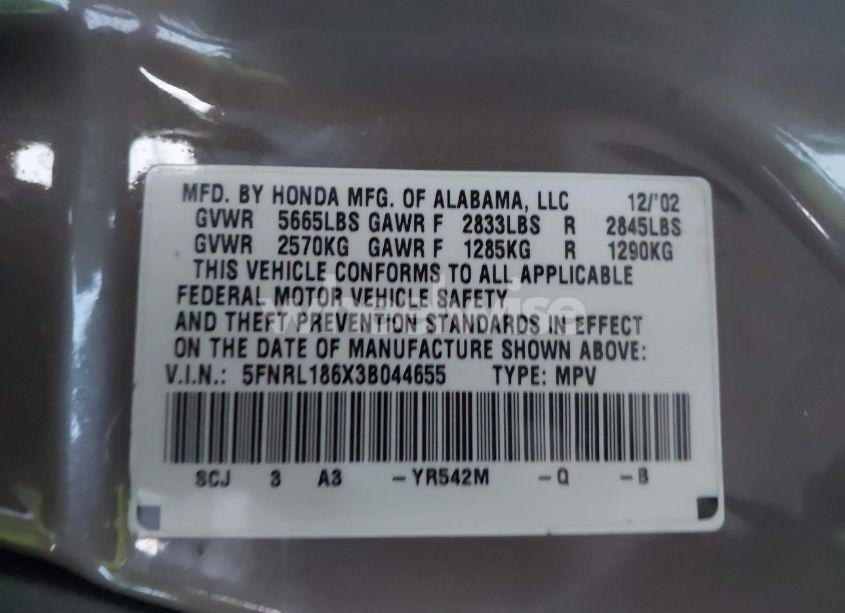 MFD. BY HONDA MFG. OF ALABAMA, LLC 12/'02
GVWR 5665LBS GAWR F 2833LBS R 2845LBS
GVWR 2570KG GAWR F 1285KG R 1290KG
THIS VEHICLE CONFORMS TO ALL APPLICABLE
FEDERAL MOTOR VEHICLE SAFETY
AND THEFT PREVENTION STANDARDS IN EFFECT
ON THE DATE OF MANUFACTURE SHOWN ABOVE:
V.I.N.: 5FNRL186X3B044655 TYPE: MPV
SCJ 3 A3 -YR542M -Q -B